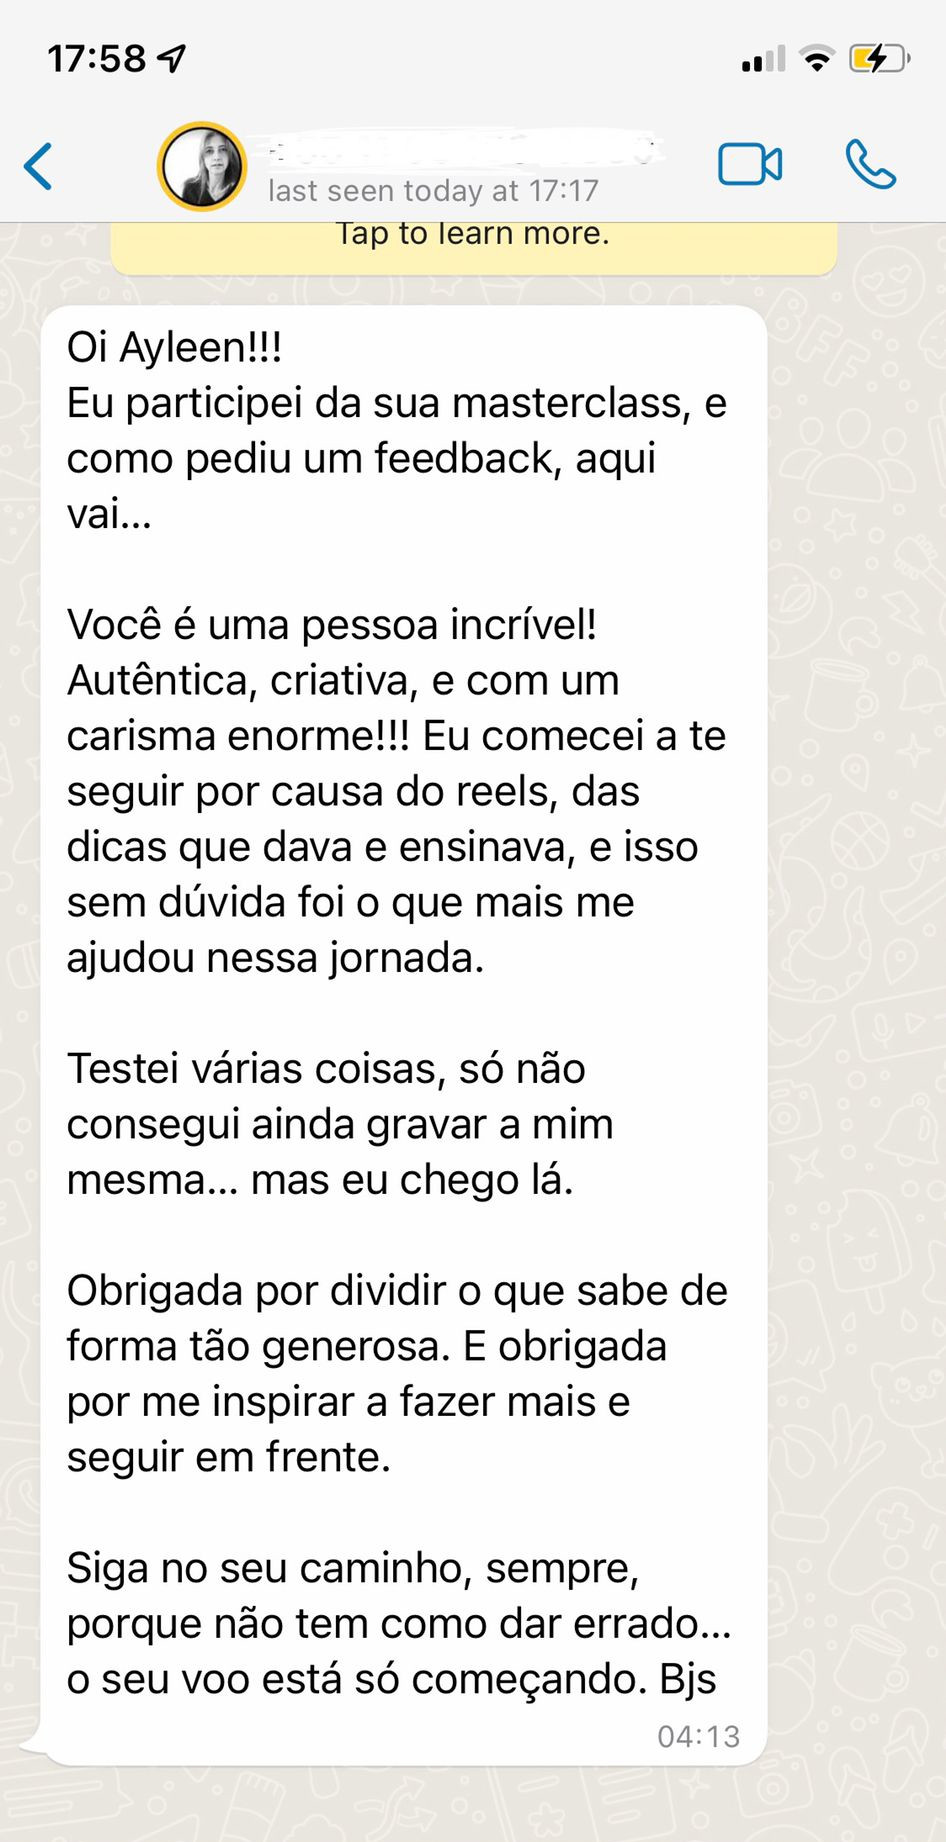 17:58
last seen today at 17:17
Tap to learn more.
Oi Ayleen!!!
Eu participei da sua masterclass, e
como pediu um feedback, aqui
vai...
Você é uma pessoa incrível!
Autêntica, criativa, e com um
carisma enorme!!! Eu comecei a te
seguir por causa do reels, das
dicas que dava e ensinava, e isso
sem dúvida foi o que mais me
ajudou nessa jornada.
Testei várias coisas, só não
consegui ainda gravar a mim
mesma... mas eu chego lá.
Obrigada por dividir o que sabe de
forma tão generosa. E obrigada
por me inspirar a fazer mais e
seguir em frente.
Siga no seu caminho, sempre,
porque não tem como dar errado...
o seu voo está só começando. Bjs
04:13